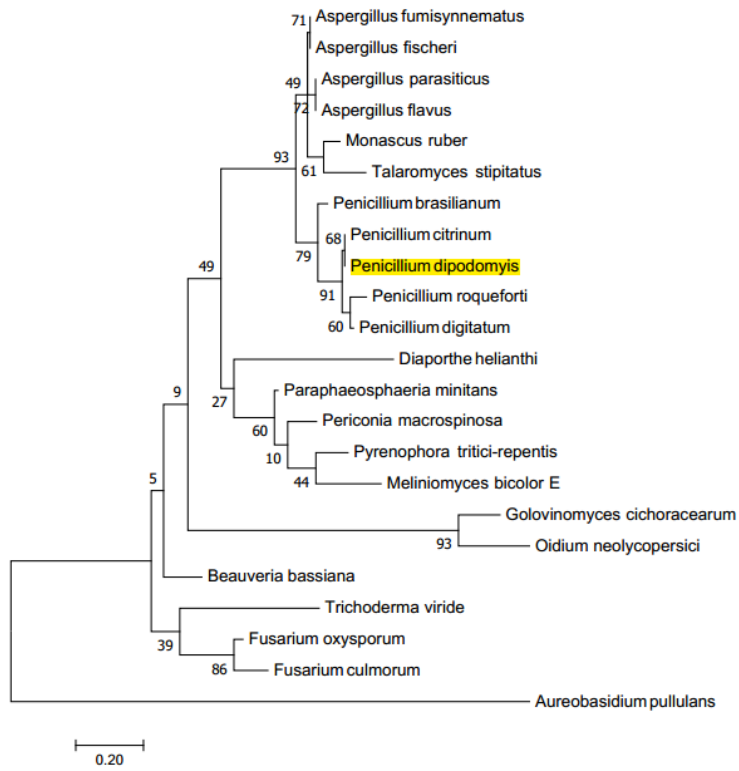 71
Aspergillus fumisynnematus
Aspergillus fischeri
49
Aspergillus parasiticus
72
Aspergillus flavus
Monascus ruber
93
61
Talaromyces stipitatus
Penicillium brasilianum
68
Penicillium citrinum
79
Penicillium dipodomyis
49
91
Penicillium roqueforti
60
Penicillium digitatum
Diaporthe helianthi
9
27
Paraphaeosphaeria minitans
60
Periconia macrospinosa
10
Pyrenophora tritici-repentis
5
44
Meliniomyces bicolor E
Golovinomyces cichoracearum
93
Oidium neolycopersici
Beauveria bassiana
Trichoderma viride
39
Fusarium oxysporum
86
Fusarium culmorum
Aureobasidium pullulans
0.20